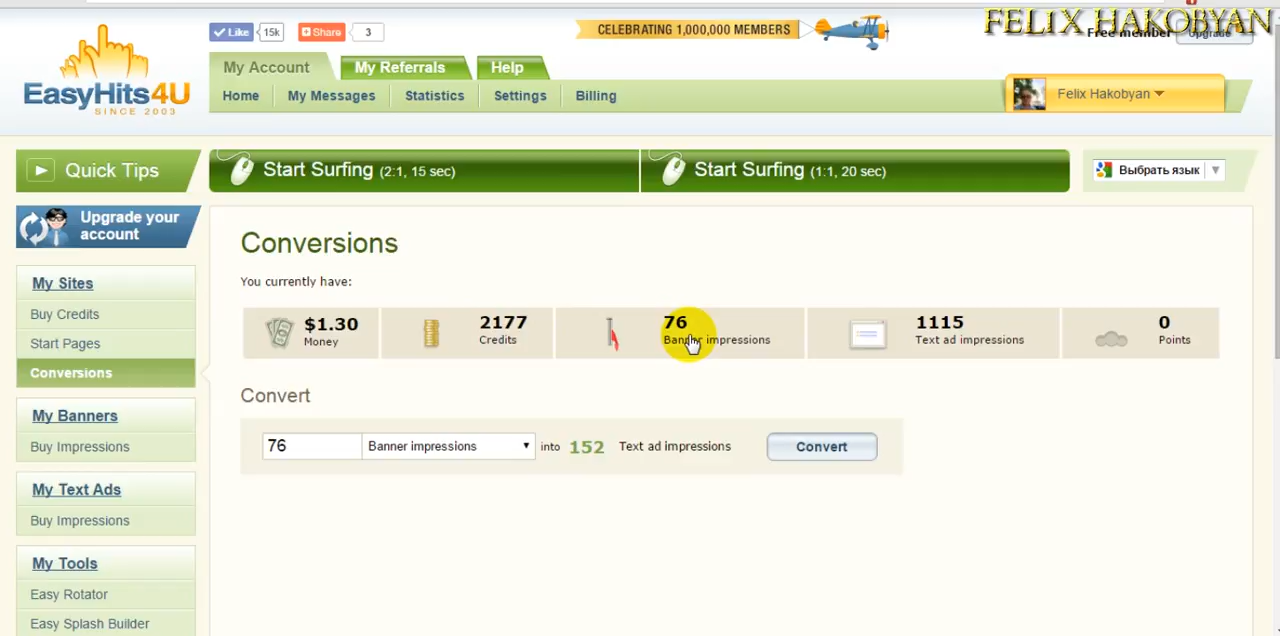 Like 15k
Share 3
CELEBRATING 1,000,000 MEMBERS
FELIX HAKOBYAN
Free member Upgrade
EasyHits4U
SINCE 2003
My Account My Referrals Help
Home My Messages Statistics Settings Billing
Felix Hakobyan
Quick Tips
Start Surfing (2:1, 15 sec)
Start Surfing (1:1, 20 sec)
Выбрать язык
Upgrade your
account
My Sites
Buy Credits
Start Pages
Conversions
My Banners
Buy Impressions
My Text Ads
Buy Impressions
My Tools
Easy Rotator
Easy Splash Builder
Conversions
You currently have:
$1.30
Money
2177
Credits
76
Banner impressions
1115
Text ad impressions
0
Points
Convert
76 Banner impressions into 152 Text ad impressions Convert